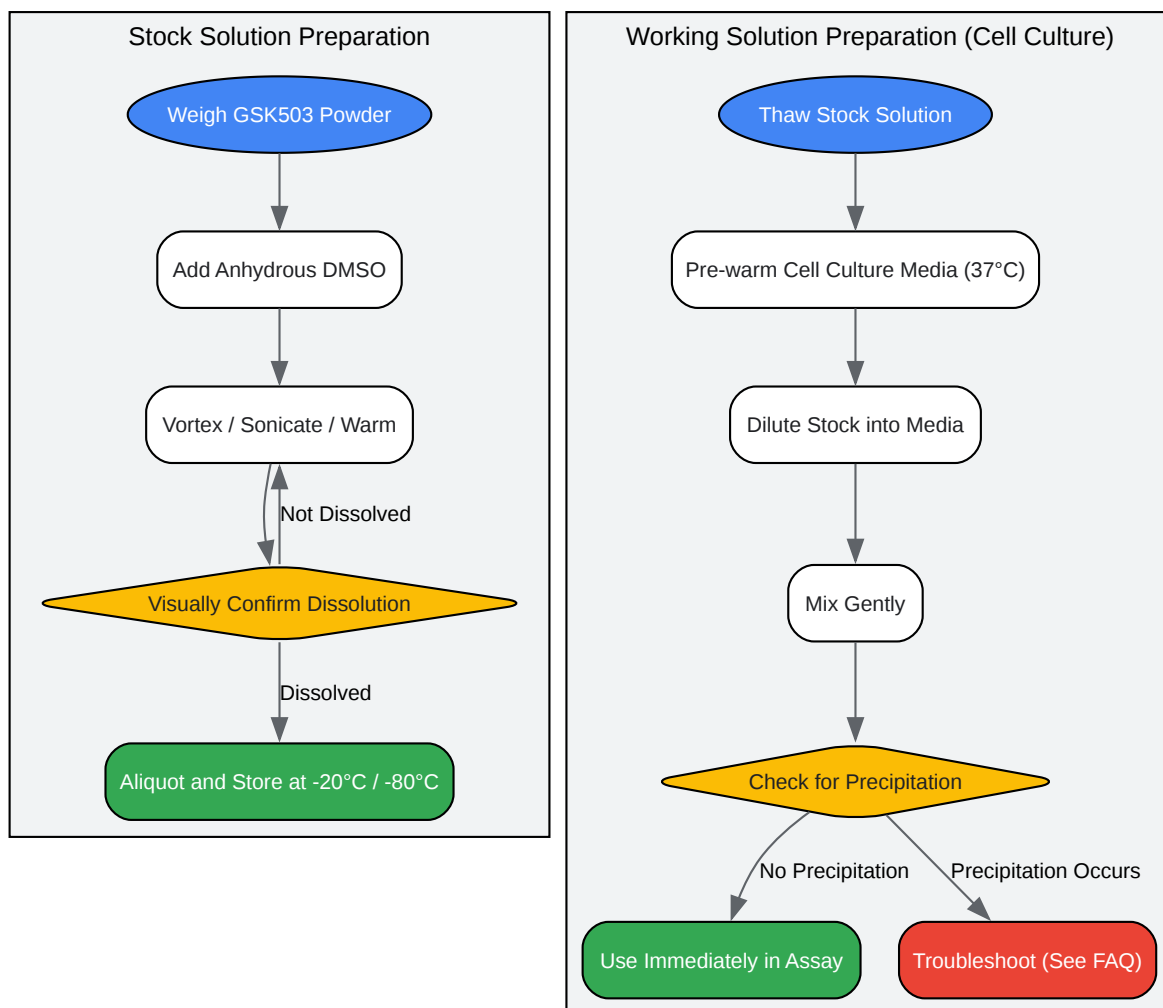 Stock Solution Preparation
Weigh GSK503 Powder
Add Anhydrous DMSO
Vortex / Sonicate / Warm
Not Dissolved
Visually Confirm Dissolution
Dissolved
Aliquot and Store at -20°C / -80°C
Working Solution Preparation (Cell Culture)
Thaw Stock Solution
Pre-warm Cell Culture Media (37°C)
Dilute Stock into Media
Mix Gently
Check for Precipitation
No Precipitation
Precipitation Occurs
Use Immediately in Assay
Troubleshoot (See FAQ)